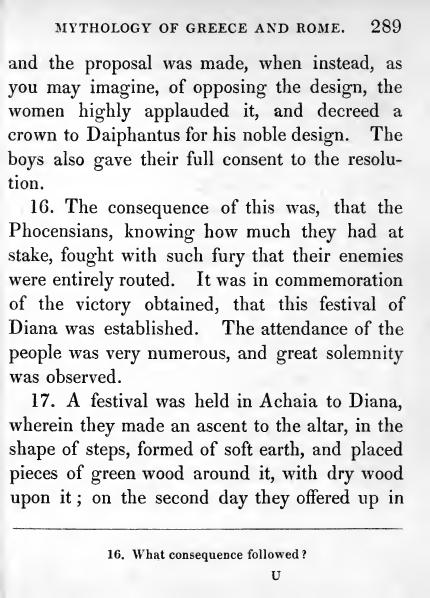 MYTHOLOGY OF GREECE AND ROME. 289
and the proposal was made, when instead, as
you may imagine, of opposing the design, the
women highly applauded it, and decreed a
crown to Daiphantus for his noble design. The
boys also gave their full consent to the resolu-
tion.
16. The consequence of this was, that the
Phocensians, knowing how much they had at
stake, fought with such fury that their enemies
were entirely routed. It was in commemoration
of the victory obtained, that this festival of
Diana was established. The attendance of the
people was very numerous, and great solemnity
was observed.
17. A festival was held in Achaia to Diana,
wherein they made an ascent to the altar, in the
shape of steps, formed of soft earth, and placed
pieces of green wood around it, with dry wood
upon it ; on the second day they offered up in
16. What consequence followed ?
U